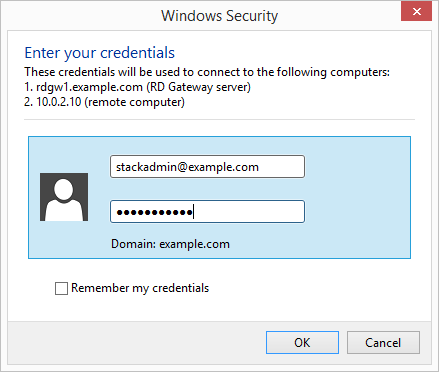 Windows Security
Enter your credentials
These credentials will be used to connect to the following computers:
1. rdgw1.example.com (RD Gateway server)
2. 10.0.2.10 (remote computer)
stackadmin@example.com
●●●●●●●●●●●
Domain: example.com
Remember my credentials
OK
Cancel